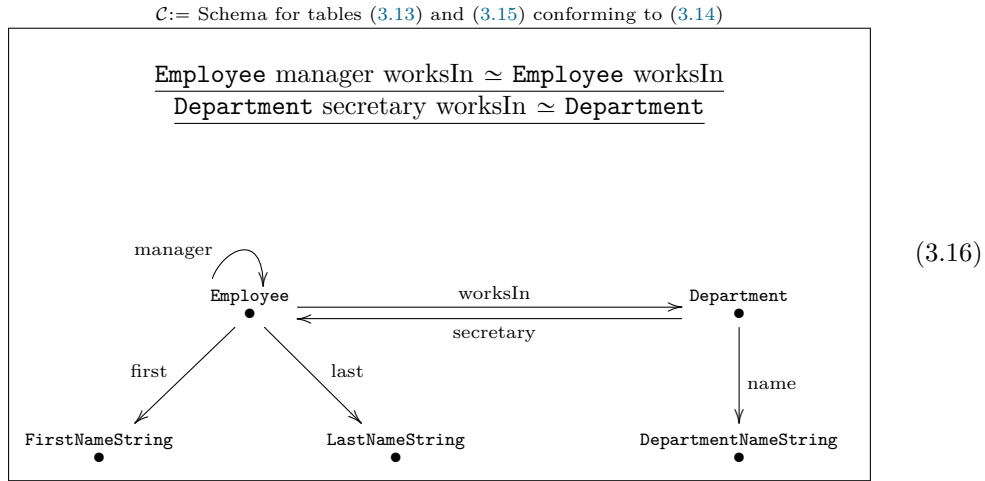 𝒞:= Schema for tables (3.13) and (3.15) conforming to (3.14)
Employee manager worksIn ≃ Employee worksIn
Department secretary worksIn ≃ Department
(3.16)
manager
Employee
worksIn
Department
secretary
first
last
name
FirstNameString
LastNameString
DepartmentNameString